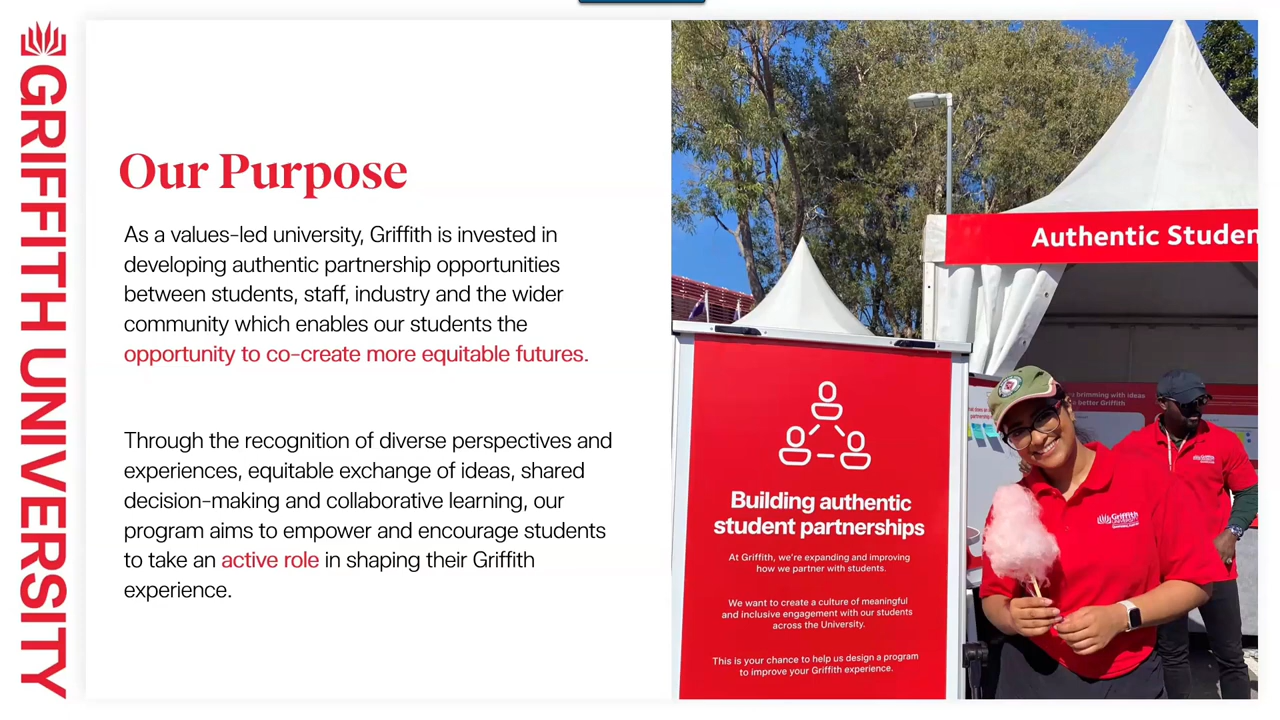 GRIFFITH UNIVERSITY
Our Purpose
As a values-led university, Griffith is invested in
developing authentic partnership opportunities
between students, staff, industry and the wider
community which enables our students the
opportunity to co-create more equitable futures.
Through the recognition of diverse perspectives and
experiences, equitable exchange of ideas, shared
decision-making and collaborative learning, our
program aims to empower and encourage students
to take an active role in shaping their Griffith
experience.
Authentic Studen
Building authentic
student partnerships
At Griffith, we're expanding and improving
how we partner with students.
We want to create a culture of meaningful
and inclusive engagement with our students
across the University.
This is your chance to help us design a program
to improve your Griffith experience.
brimming with ideas
better Griffith
Griffith